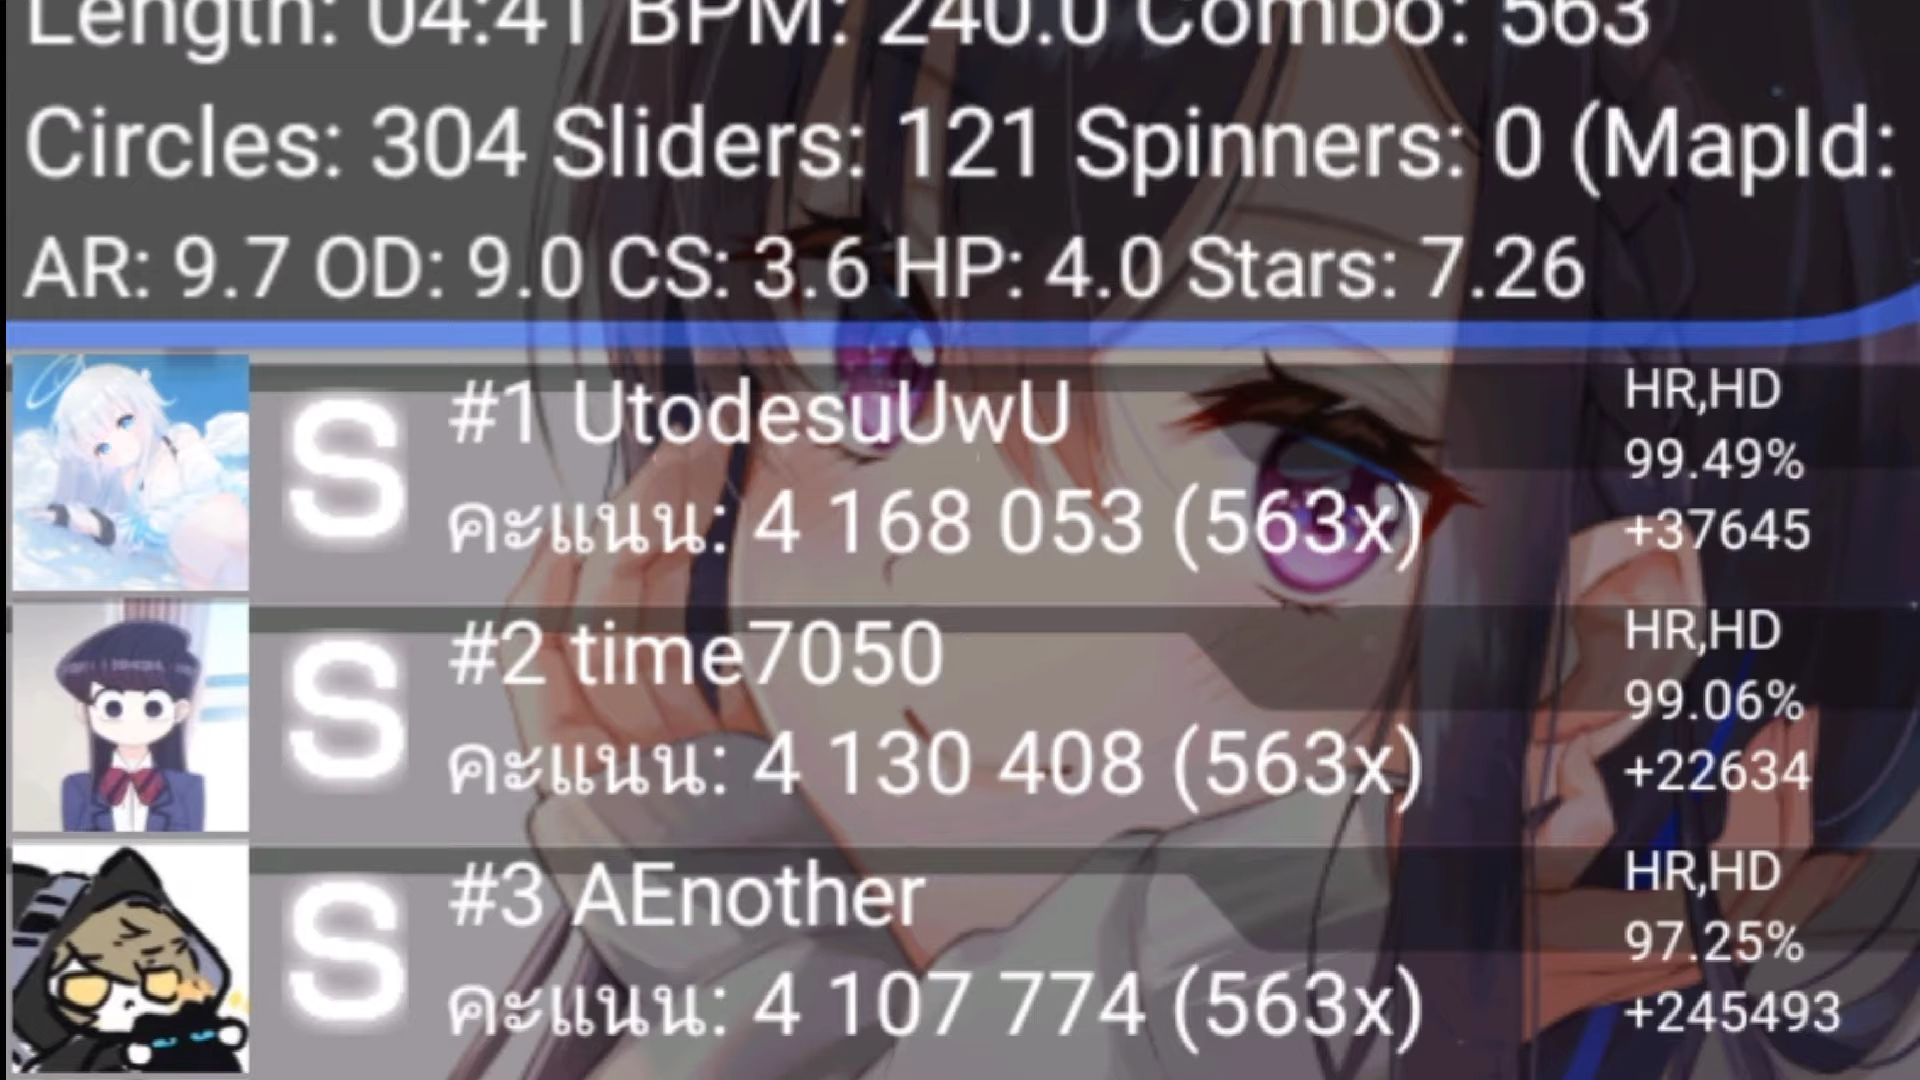 Length: 04:41 BPM: 240.0 Combo: 563
Circles: 304 Sliders: 121 Spinners: 0 (MapId:
AR: 9.7 OD: 9.0 CS: 3.6 HP: 4.0 Stars: 7.26
S
#1 UtodesuUwU
คะแนน: 4 168 053 (563x)
HR,HD
99.49%
+37645
S
#2 time7050
คะแนน: 4 130 408 (563x)
HR,HD
99.06%
+22634
S
#3 AEnother
คะแนน: 4 107 774 (563x)
HR,HD
97.25%
+245493